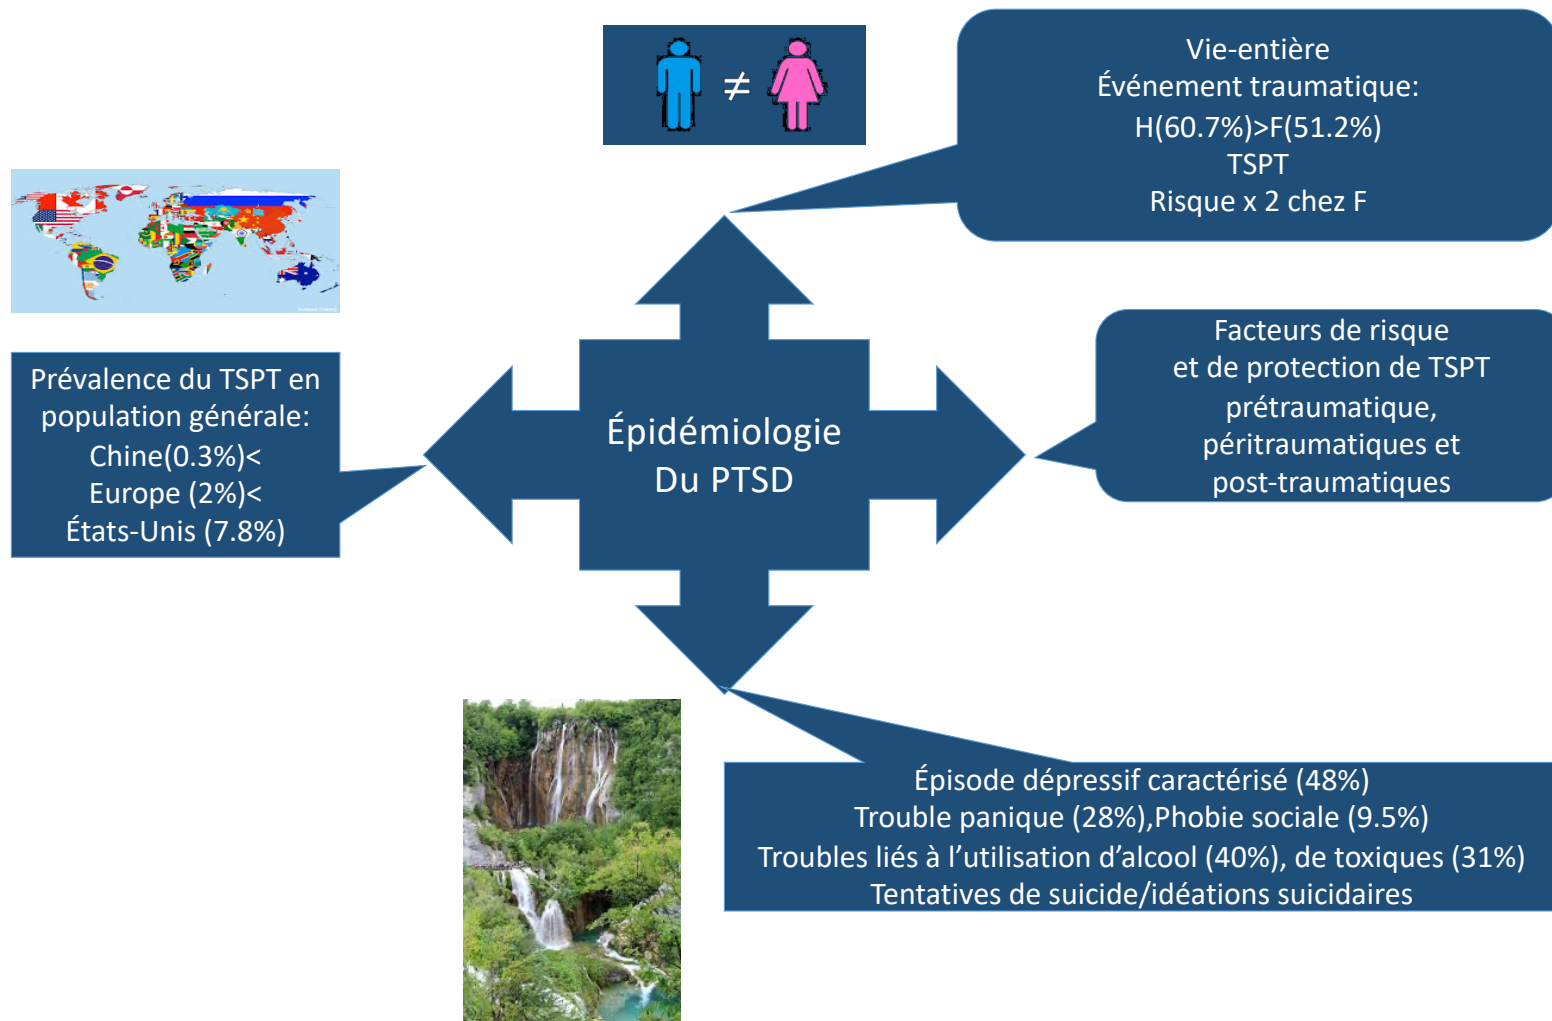 ≠
Vie-entière
Événement traumatique:
H(60.7%)>F(51.2%)
TSPT
Risque x 2 chez F
Prévalence du TSPT en
population générale:
Chine(0.3%)<
Europe (2%)<
États-Unis (7.8%)
Épidémiologie
Du PTSD
Facteurs de risque
et de protection de TSPT
prétraumatique,
péritraumatiques et
post-traumatiques
Épisode dépressif caractérisé (48%)
Trouble panique (28%),Phobie sociale (9.5%)
Troubles liés à l’utilisation d’alcool (40%), de toxiques (31%)
Tentatives de suicide/idéations suicidaires